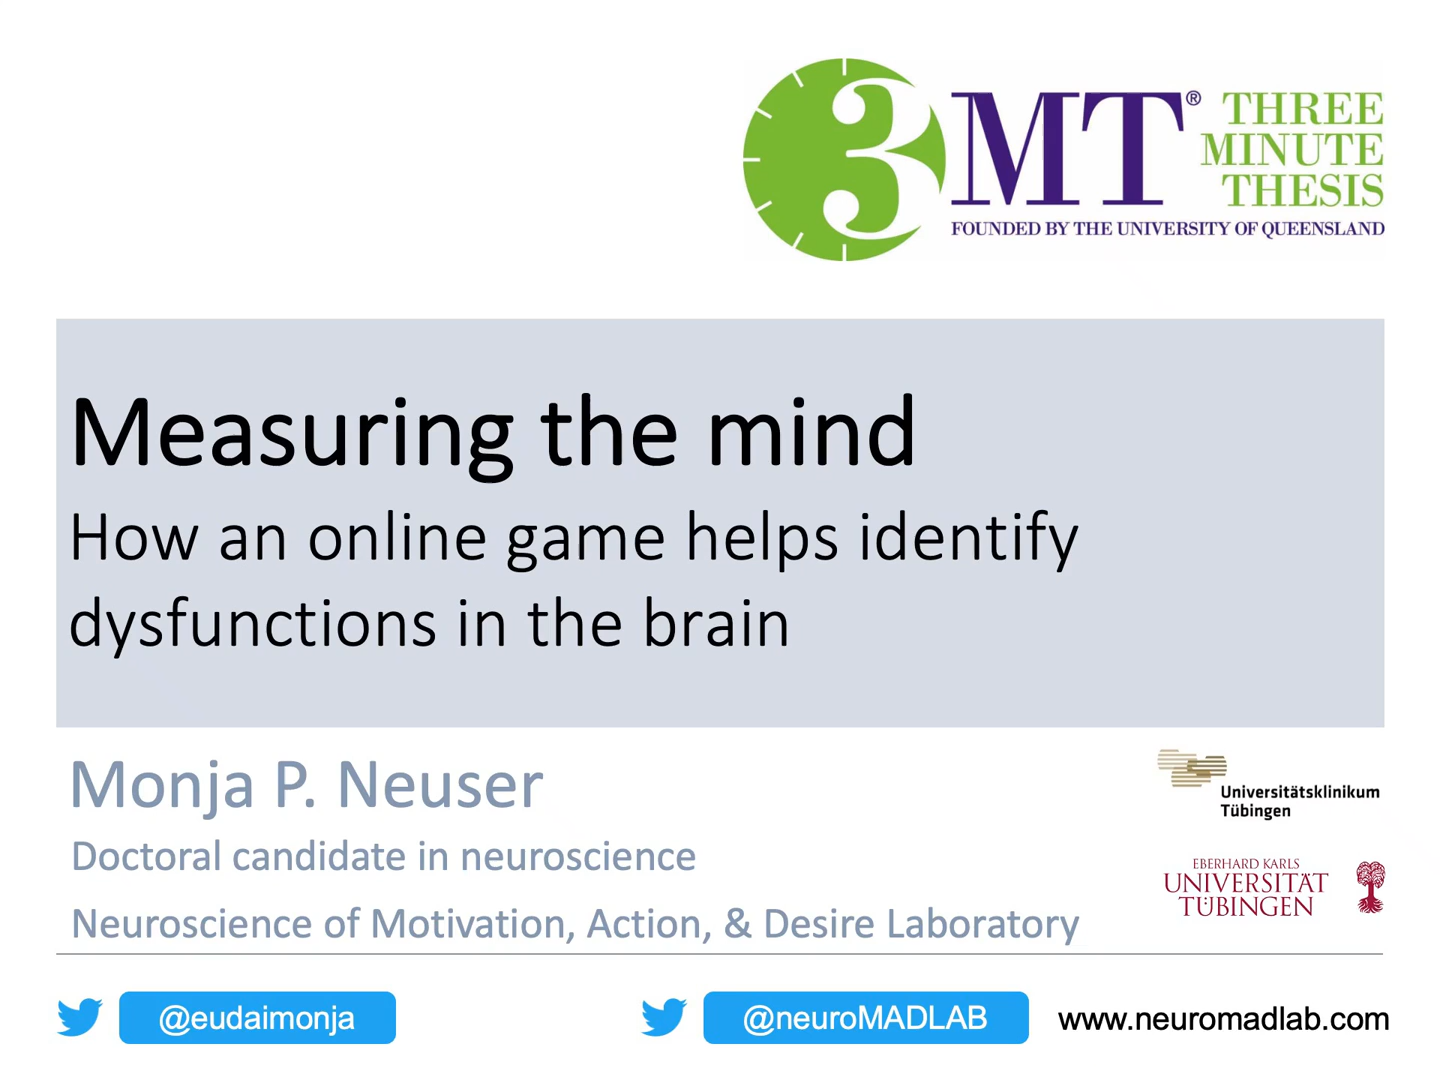 3MT® THREE
MINUTE
THESIS
FOUNDED BY THE UNIVERSITY OF QUEENSLAND
Measuring the mind
How an online game helps identify
dysfunctions in the brain
Monja P. Neuser
Doctoral candidate in neuroscience
Neuroscience of Motivation, Action, & Desire Laboratory
Universitätsklinikum
Tübingen
EBERHARD KARLS
UNIVERSITÄT
TÜBINGEN
@eudaimonja
@neuroMADLAB
www.neuromadlab.com